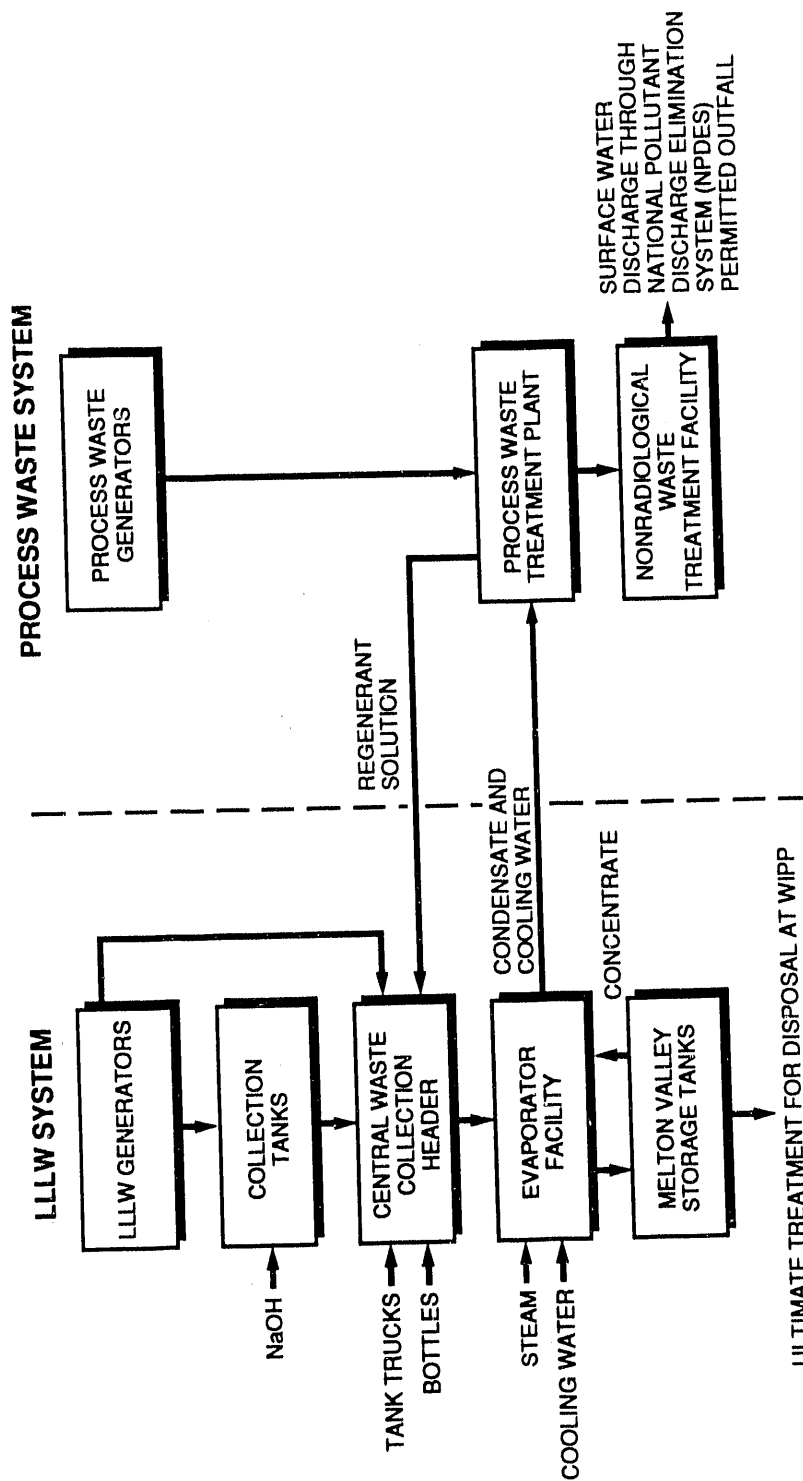 LLLW SYSTEM
PROCESS WASTE SYSTEM
LLLW GENERATORS
PROCESS WASTE
GENERATORS
NaOH
COLLECTION
TANKS
REGENERANT
SOLUTION
TANK TRUCKS
BOTTLES
CENTRAL WASTE
COLLECTION
HEADER
CONDENSATE AND
COOLING WATER
PROCESS WASTE
TREATMENT PLANT
STEAM
COOLING WATER
EVAPORATOR
FACILITY
CONCENTRATE
MELTON VALLEY
STORAGE TANKS
NONRADIOLOGICAL
WASTE
TREATMENT FACILITY
SURFACE WATER
DISCHARGE THROUGH
NATIONAL POLLUTANT
DISCHARGE ELIMINATION
SYSTEM (NPDES)
PERMITTED OUTFALL
ULTIMATE TREATMENT FOR DISPOSAL AT WIPP